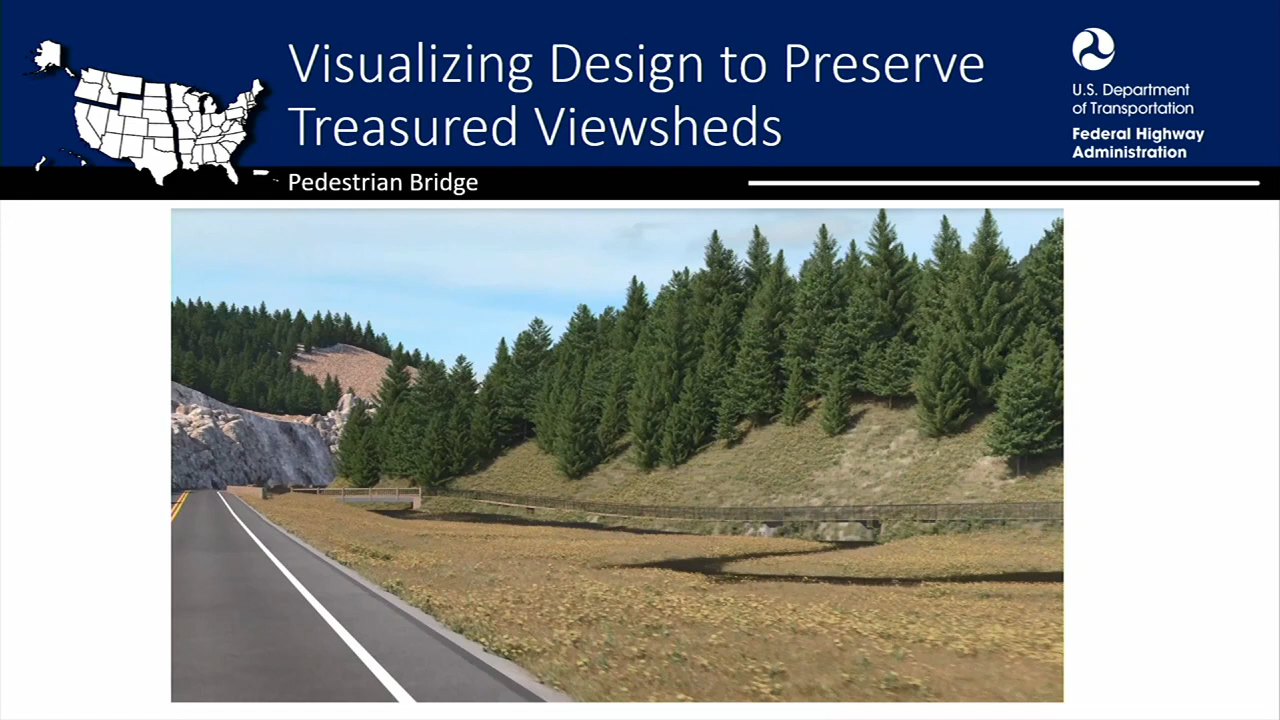 Visualizing Design to Preserve
Treasured Viewsheds
U.S. Department
of Transportation
Federal Highway
Administration
Pedestrian Bridge